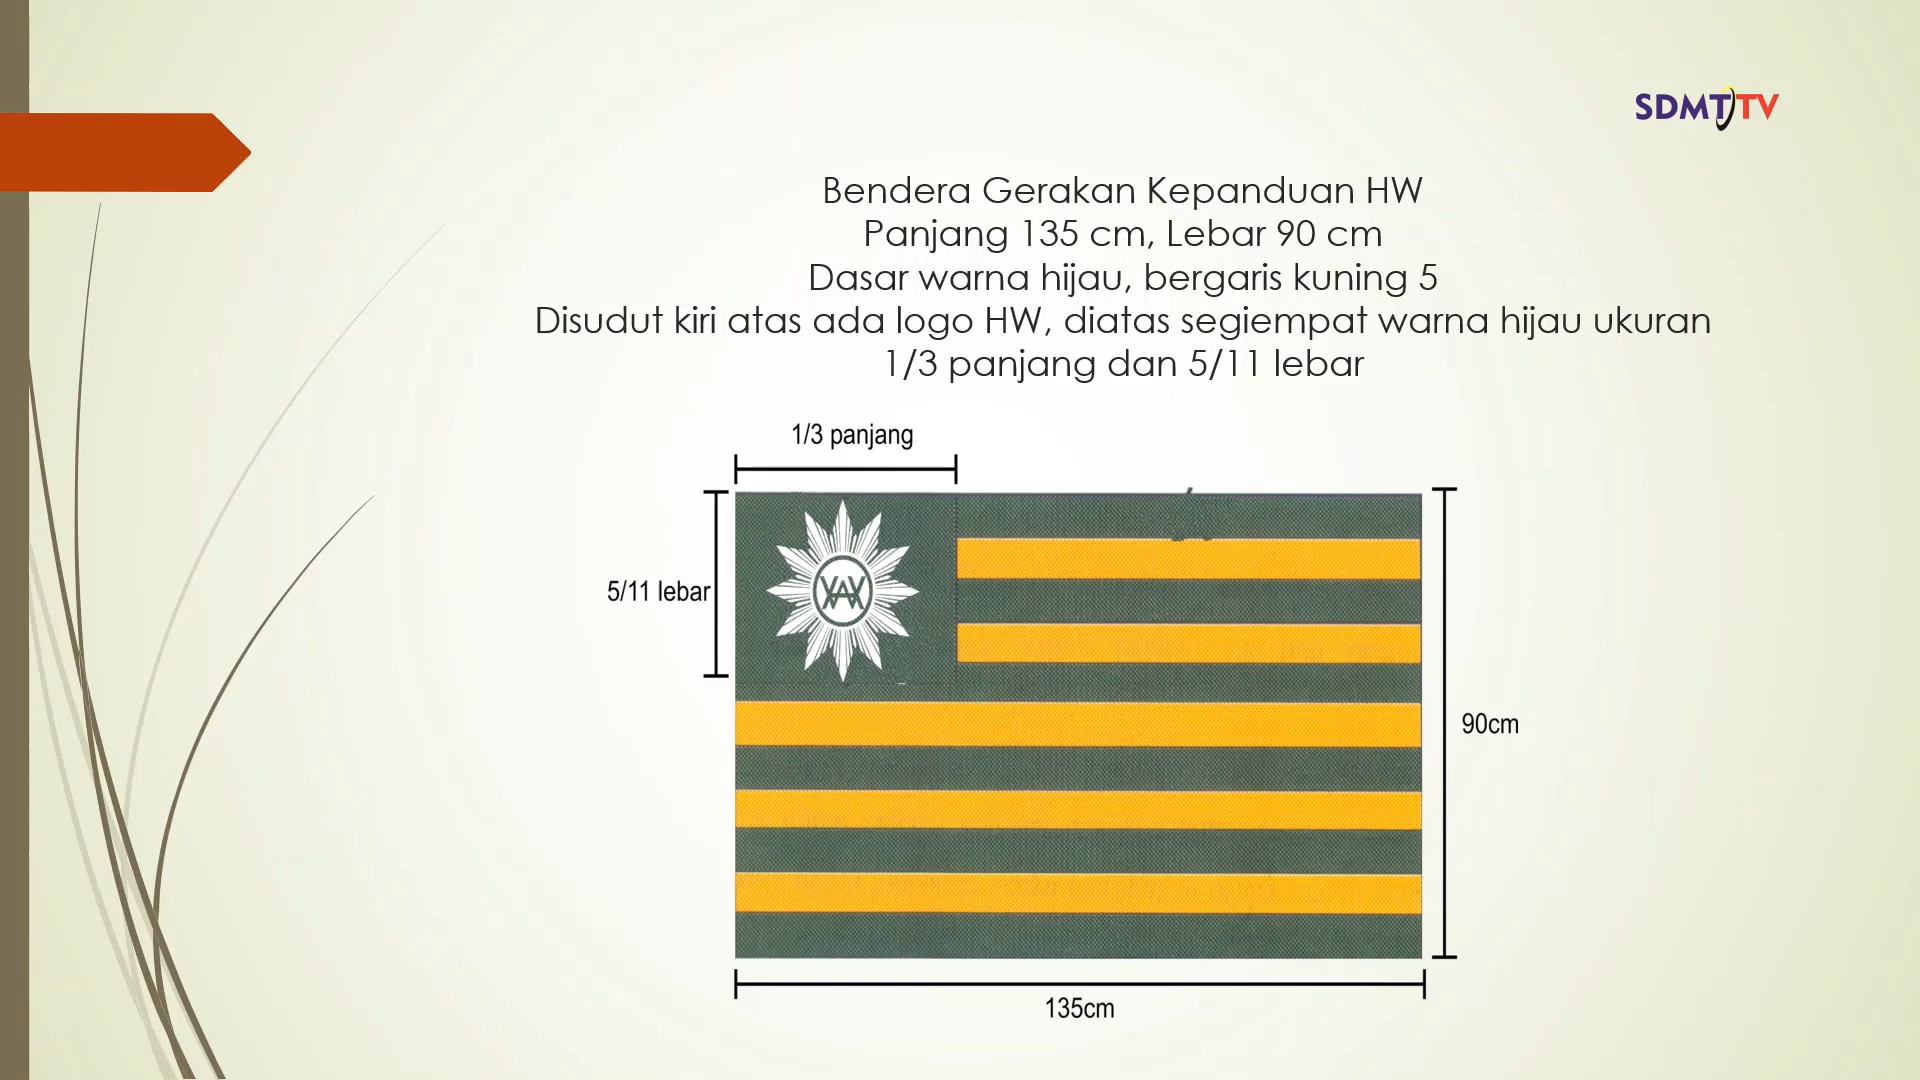 SDMT TV
Bendera Gerakan Kepanduan HW
Panjang 135 cm, Lebar 90 cm
Dasar warna hijau, bergaris kuning 5
Disudut kiri atas ada logo HW, diatas segiempat warna hijau ukuran
1/3 panjang dan 5/11 lebar
1/3 panjang
5/11 lebar
90cm
135cm